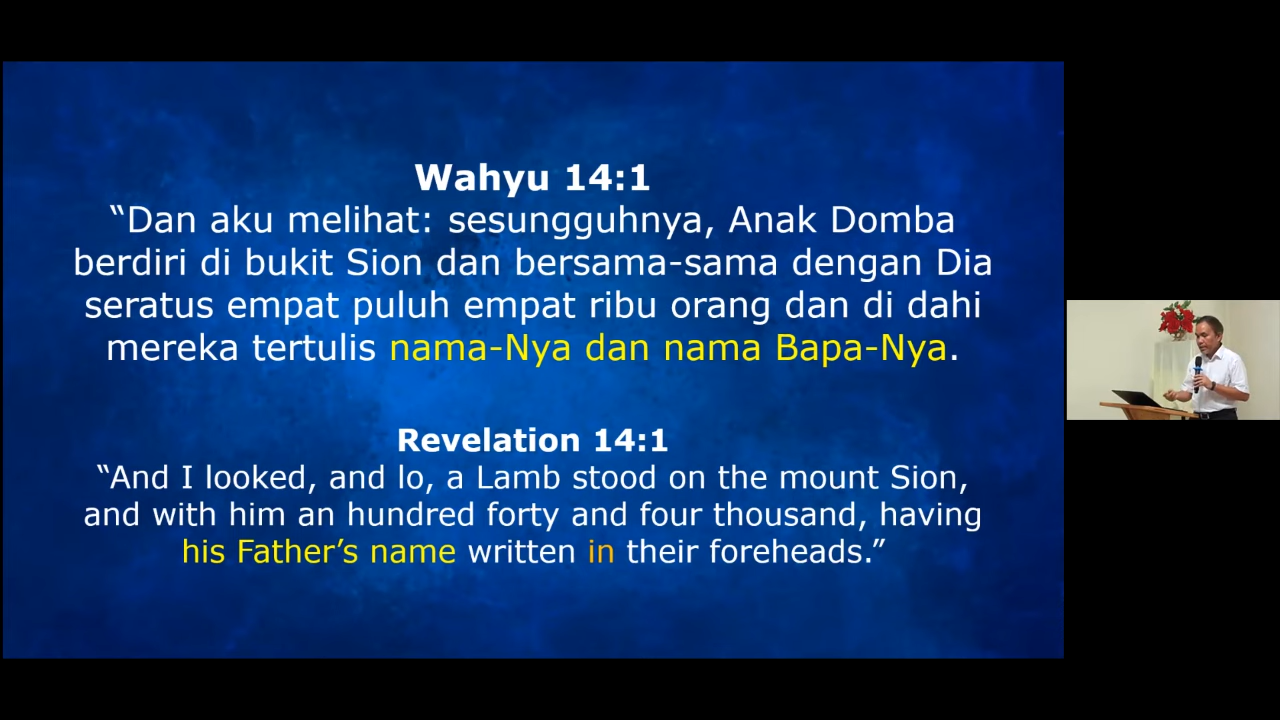 Wahyu 14:1
“Dan aku melihat: sesungguhnya, Anak Domba
berdiri di bukit Sion dan bersama-sama dengan Dia
seratus empat puluh empat ribu orang dan di dahi
mereka tertulis nama-Nya dan nama Bapa-Nya.
Revelation 14:1
“And I looked, and lo, a Lamb stood on the mount Sion,
and with him an hundred forty and four thousand, having
his Father’s name written in their foreheads.”